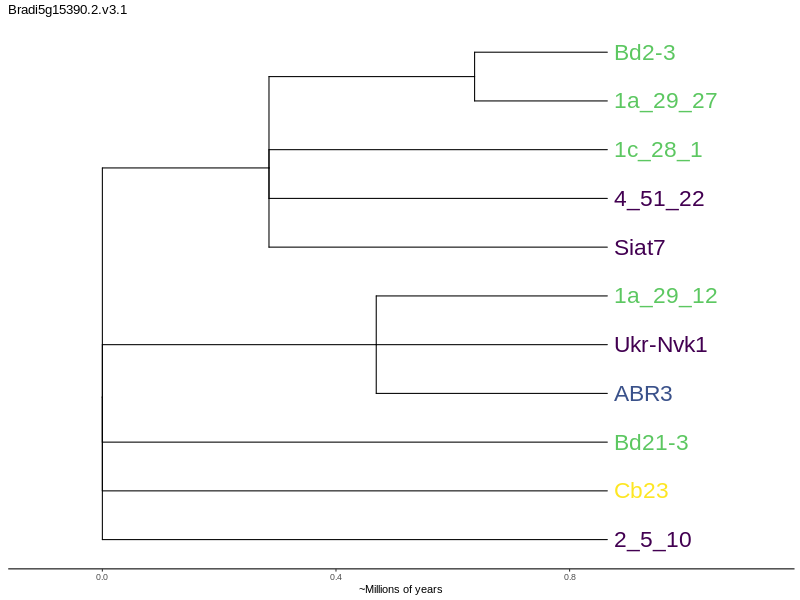 Bradi5g15390.2.v3.1
Bd2-3
1a_29_27
1c_28_1
4_51_22
Siat7
1a_29_12
Ukr-Nvk1
ABR3
Bd21-3
Cb23
2_5_10
0.0 0.4 0.8
~Millions of years